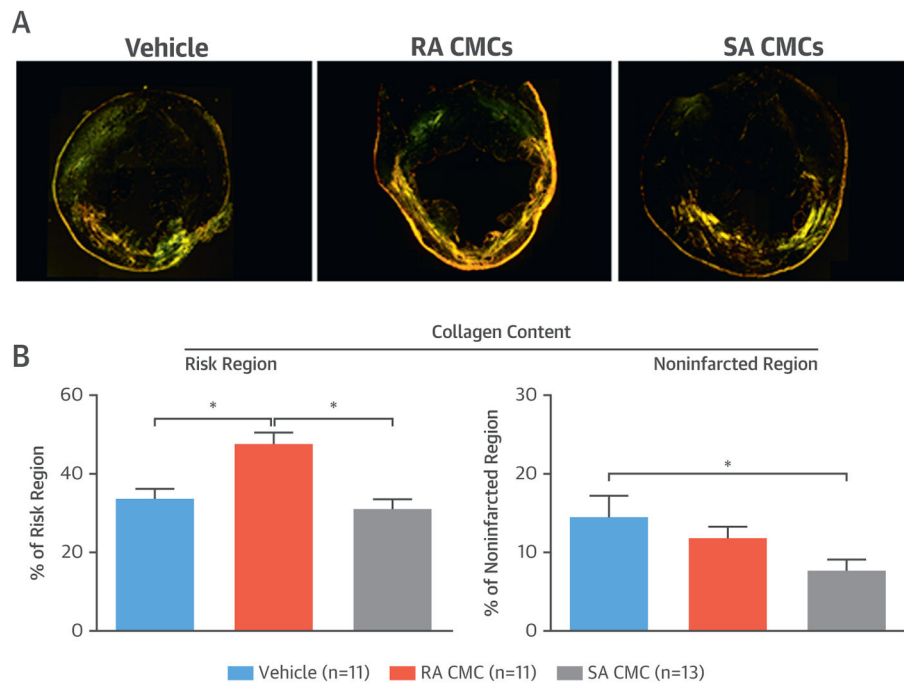 A
Vehicle
RA CMCs
SA CMCs
B
Collagen Content
Risk Region
Noninfarcted Region
% of Risk Region
60
40
20
0
*
*
% of Noninfarcted Region
30
20
10
0
*
Vehicle (n=11)
RA CMC (n=11)
SA CMC (n=13)